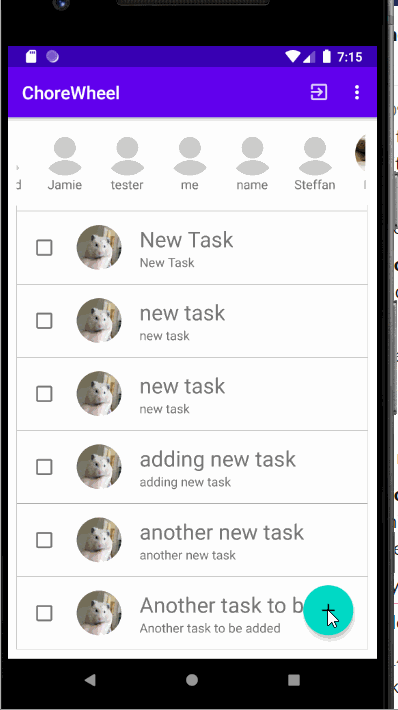 7:15
ChoreWheel
d Jamie tester me name Steffan
New Task
New Task
new task
new task
new task
new task
adding new task
adding new task
another new task
another new task
Another task to b
Another task to be added